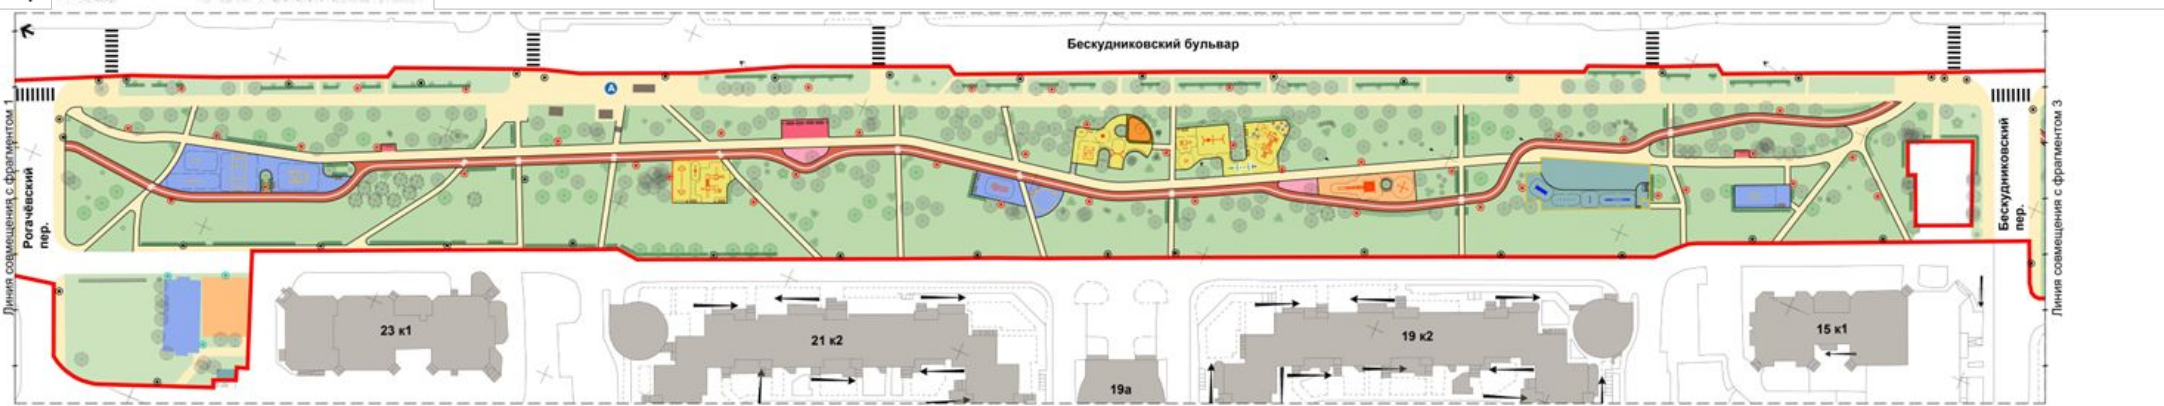 Бескудниковский бульвар
А
Линия совмещения с фрагментом 1
Рогачёвский
пер.
Бескудниковский
пер.
Линия совмещения с фрагментом 3
23 к1
21 к2
19а
19 к2
15 к1